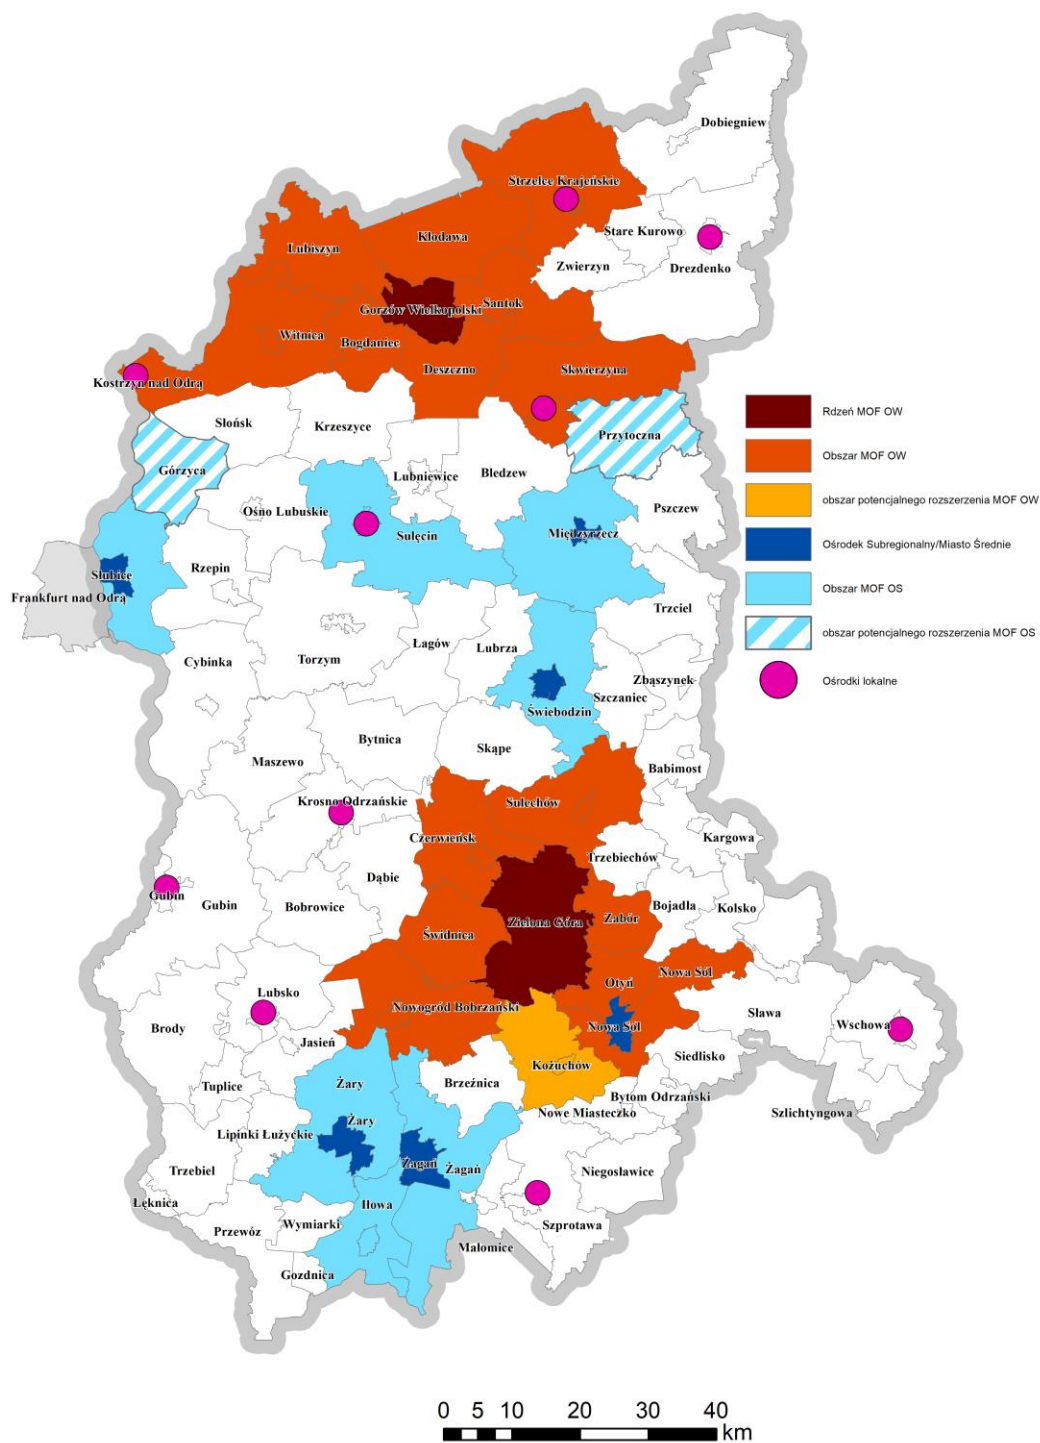 Dobiegniew
Strzelce Krajeńskie
Stare Kurowo
Kłodawa
Lubiszyn
Zwierzyn
Drezdenko
Santok
Gorzów Wielkopolski
Witnica
Bogdaniec
Deszczno
Skwierzyna
Kostrzyn nad Odrą
Słońsk
Krzeszyce
Przytoczna
Górzyca
Lubniewice
Bledzew
Ośno Lubuskie
Pszczew
Sulęcin
Międzyrzecz
Rzepin
Słubice
Frankfurt nad Odrą
Trzciel
Łagów
Lubrza
Cybinka
Torzym
Zbąszynek
Szczaniec
Świebodzin
Bytnica
Skąpe
Maszewo
Babimost
Krosno Odrzańskie
Sulechów
Czerwieńsk
Kargowa
Trzebiechów
Dąbie
Gubin
Gubin
Bobrowice
Bojadła
Kolsko
Zielona Góra
Zabór
Świdnica
Nowa Sól
Otyń
Lubsko
Nowogród Bobrzański
Sława
Brody
Nowa Sól
Wschowa
Jasień
Siedlisko
Kożuchów
Żary
Brzeźnica
Tuplice
Bytom Odrzański
Nowe Miasteczko
Szlichtyngowa
Żary
Lipinki Łużyckie
Żagań
Żagań
Trzebiel
Niegosławice
Łęknica
Iłowa
Przewóz
Wymiarki
Szprotawa
Małomice
Gozdnica
Rdzeń MOF OW
Obszar MOF OW
obszar potencjalnego rozszerzenia MOF OW
Ośrodek Subregionalny/Miasto Średnie
Obszar MOF OS
obszar potencjalnego rozszerzenia MOF OS
Ośrodki lokalne
0 5 10 20 30 40
km